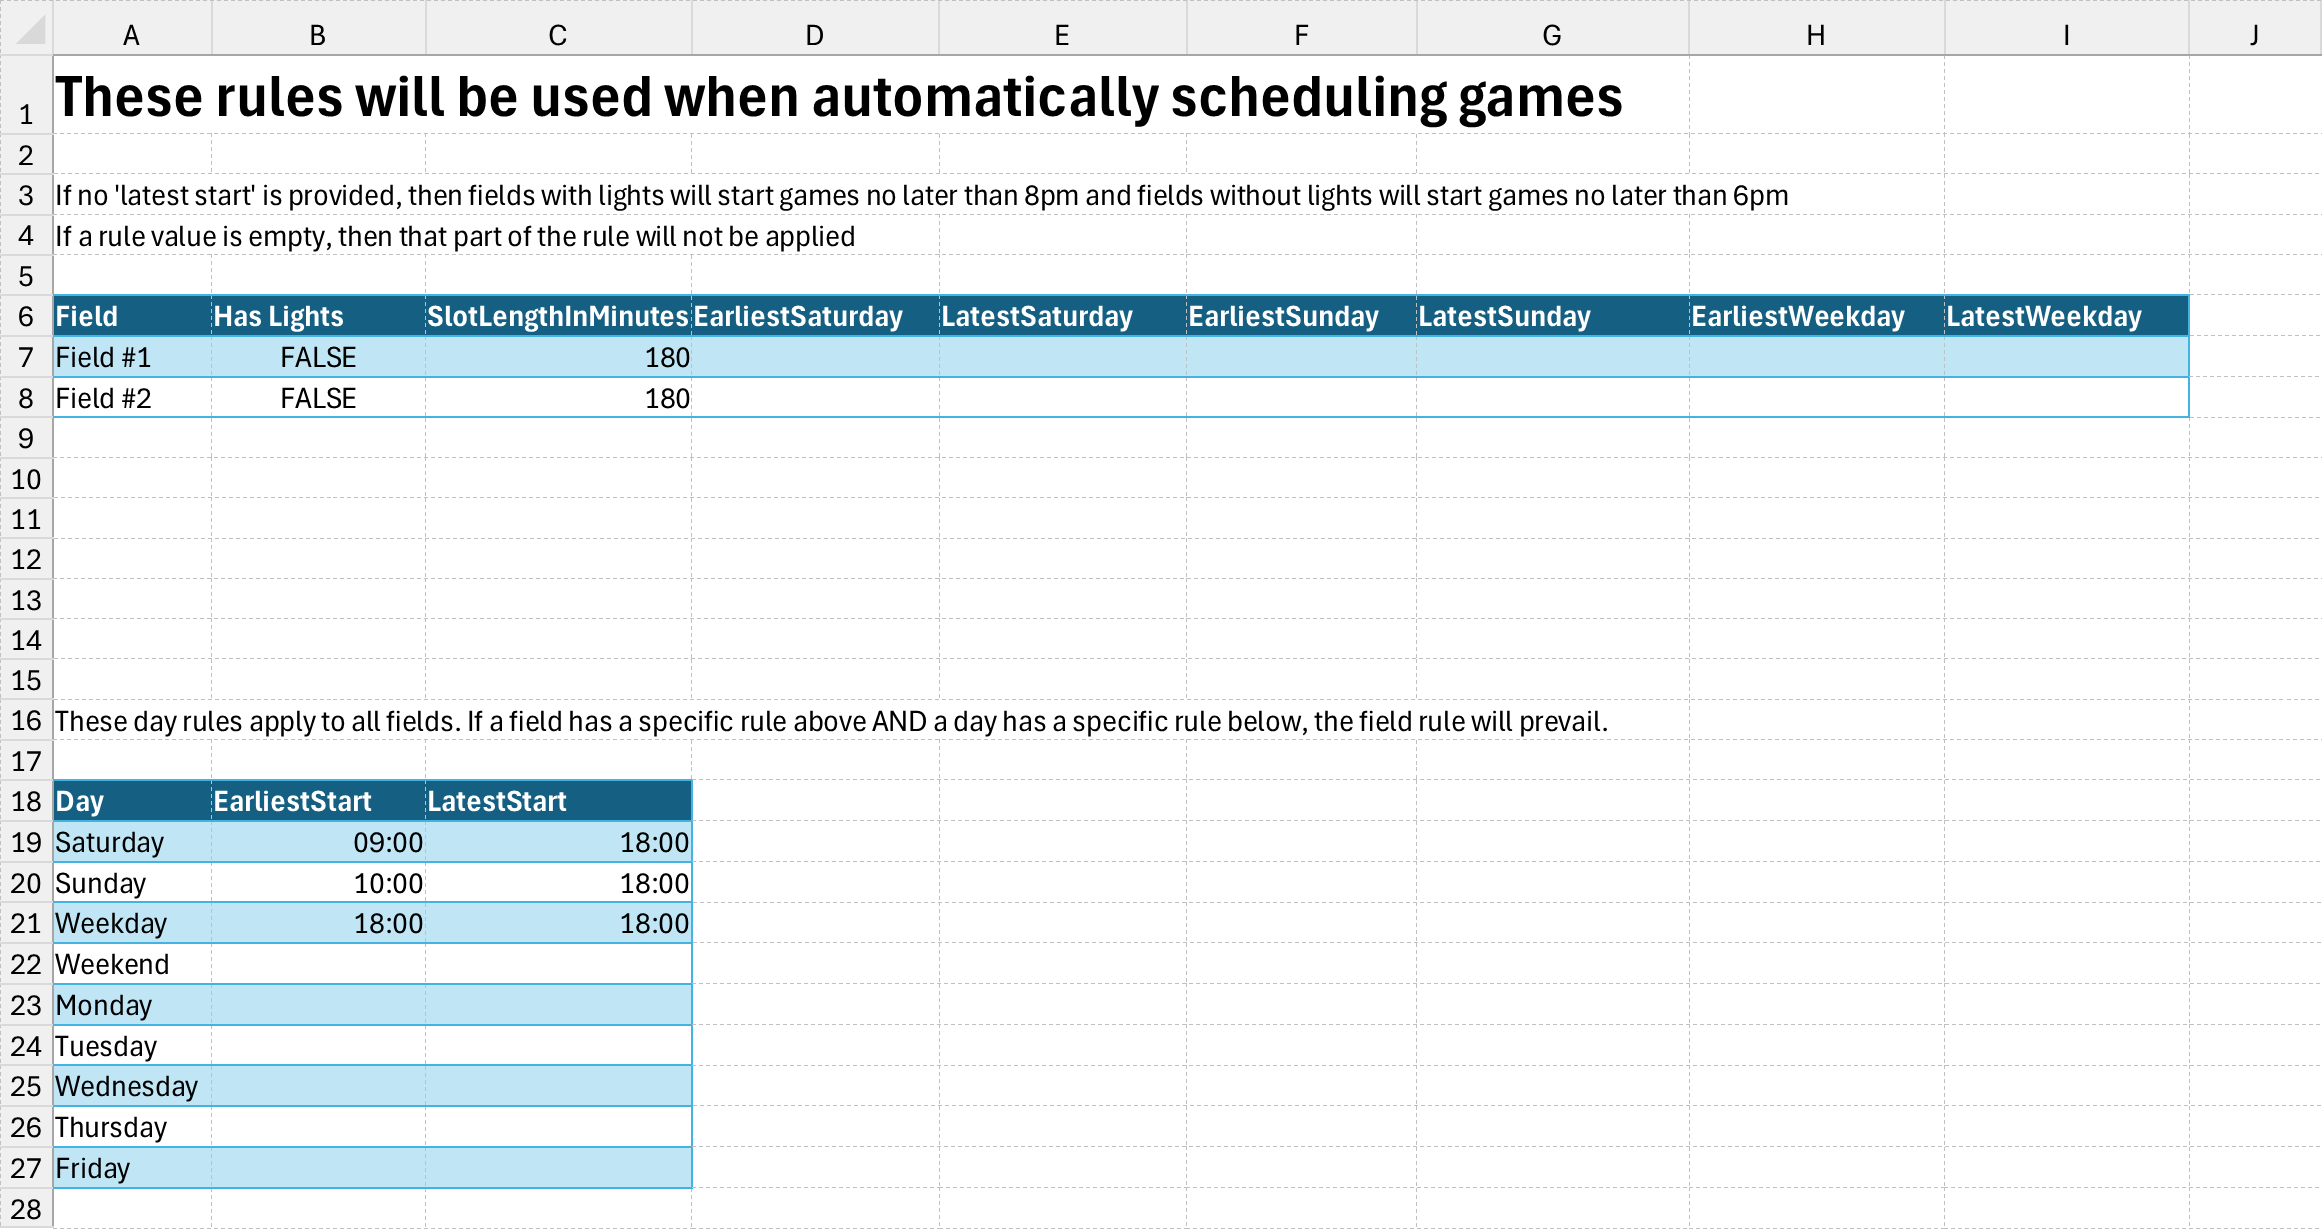 A B C D E F G H I J
1 These rules will be used when automatically scheduling games
2
3 If no 'latest start' is provided, then fields with lights will start games no later than 8pm and fields without lights will start games no later than 6pm
4 If a rule value is empty, then that part of the rule will not be applied
5
6 Field Has Lights SlotLengthInMinutes EarliestSaturday LatestSaturday EarliestSunday LatestSunday EarliestWeekday LatestWeekday
7 Field #1 FALSE 180
8 Field #2 FALSE 180
9
10
11
12
13
14
15
16 These day rules apply to all fields. If a field has a specific rule above AND a day has a specific rule below, the field rule will prevail.
17
18 Day EarliestStart LatestStart
19 Saturday 09:00 18:00
20 Sunday 10:00 18:00
21 Weekday 18:00 18:00
22 Weekend
23 Monday
24 Tuesday
25 Wednesday
26 Thursday
27 Friday
28